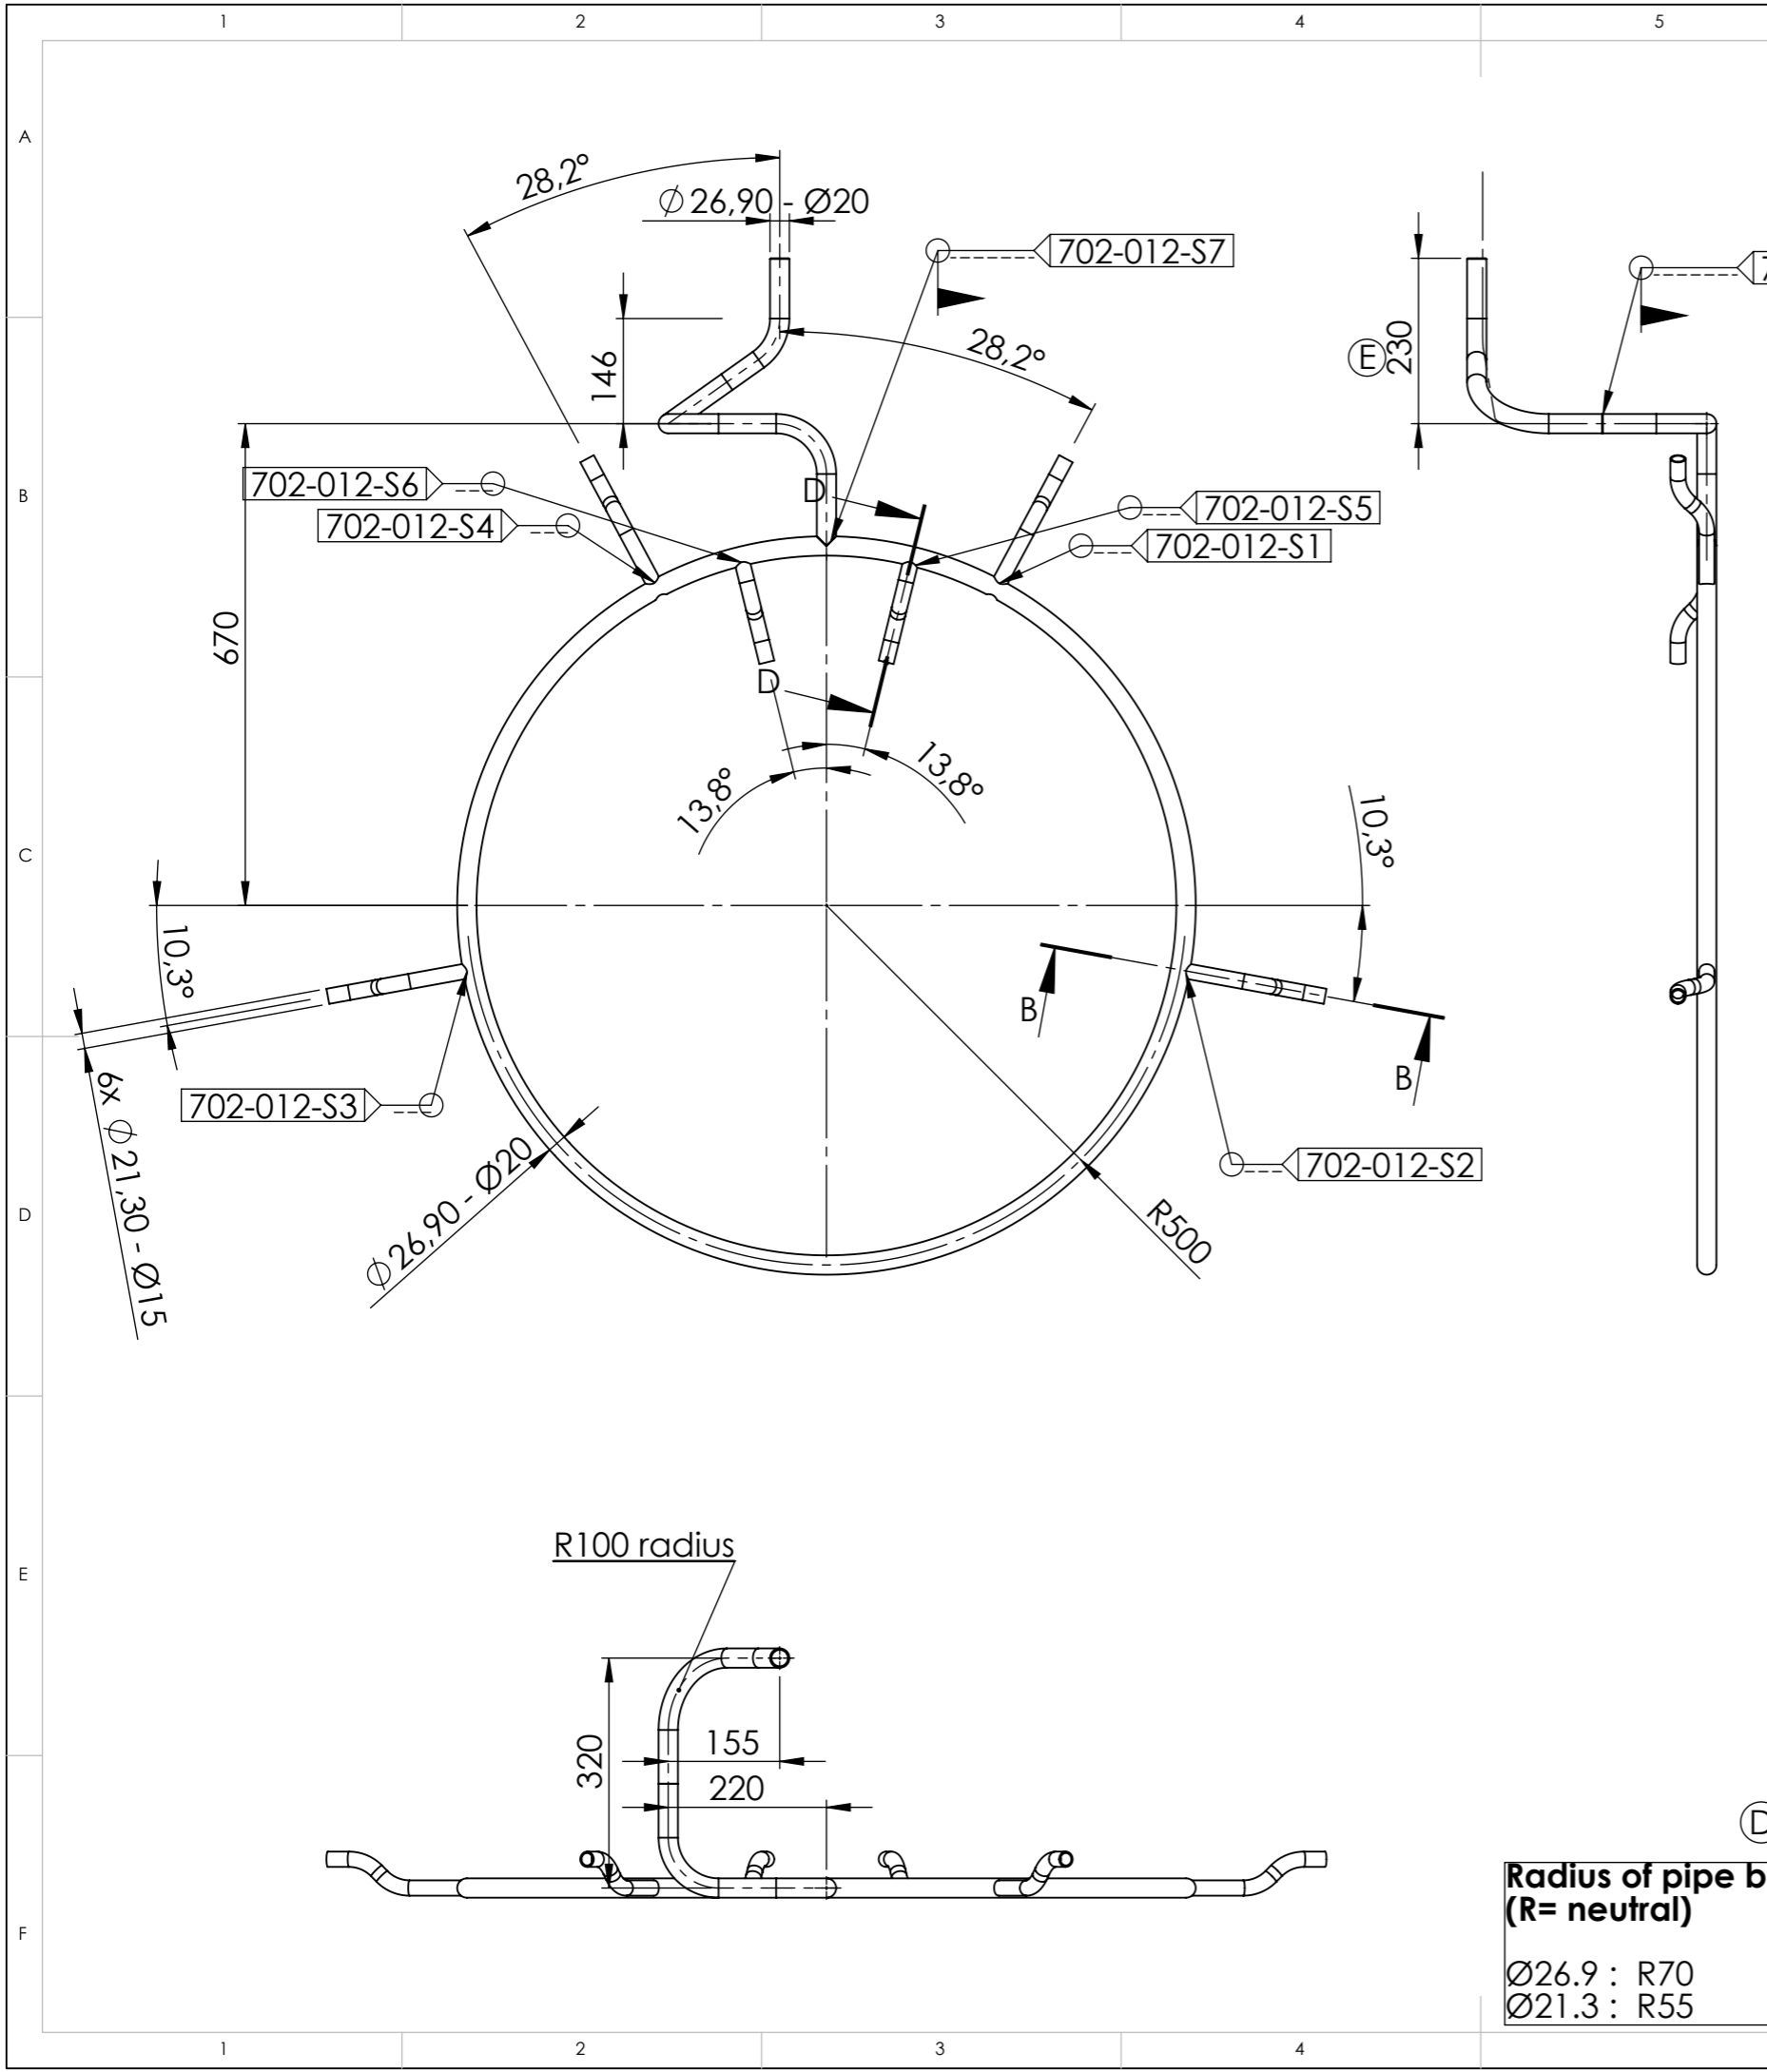 1 2 3 4 5
A
28,2°
Ø 26,90 - Ø20
702-012-S7
7
28,2°
146
E 230
B
702-012-S6
D
702-012-S5
702-012-S4
702-012-S1
670
D
13,8°
13,8°
10,3°
C
10,3°
B
B
6x Ø 21,30 - Ø15
702-012-S3
702-012-S2
D
Ø 26,90 - Ø20
R500
R100 radius
E
320
155
220
D
Radius of pipe b
(R= neutral)
F
Ø26.9 : R70
Ø21.3 : R55
1 2 3 4